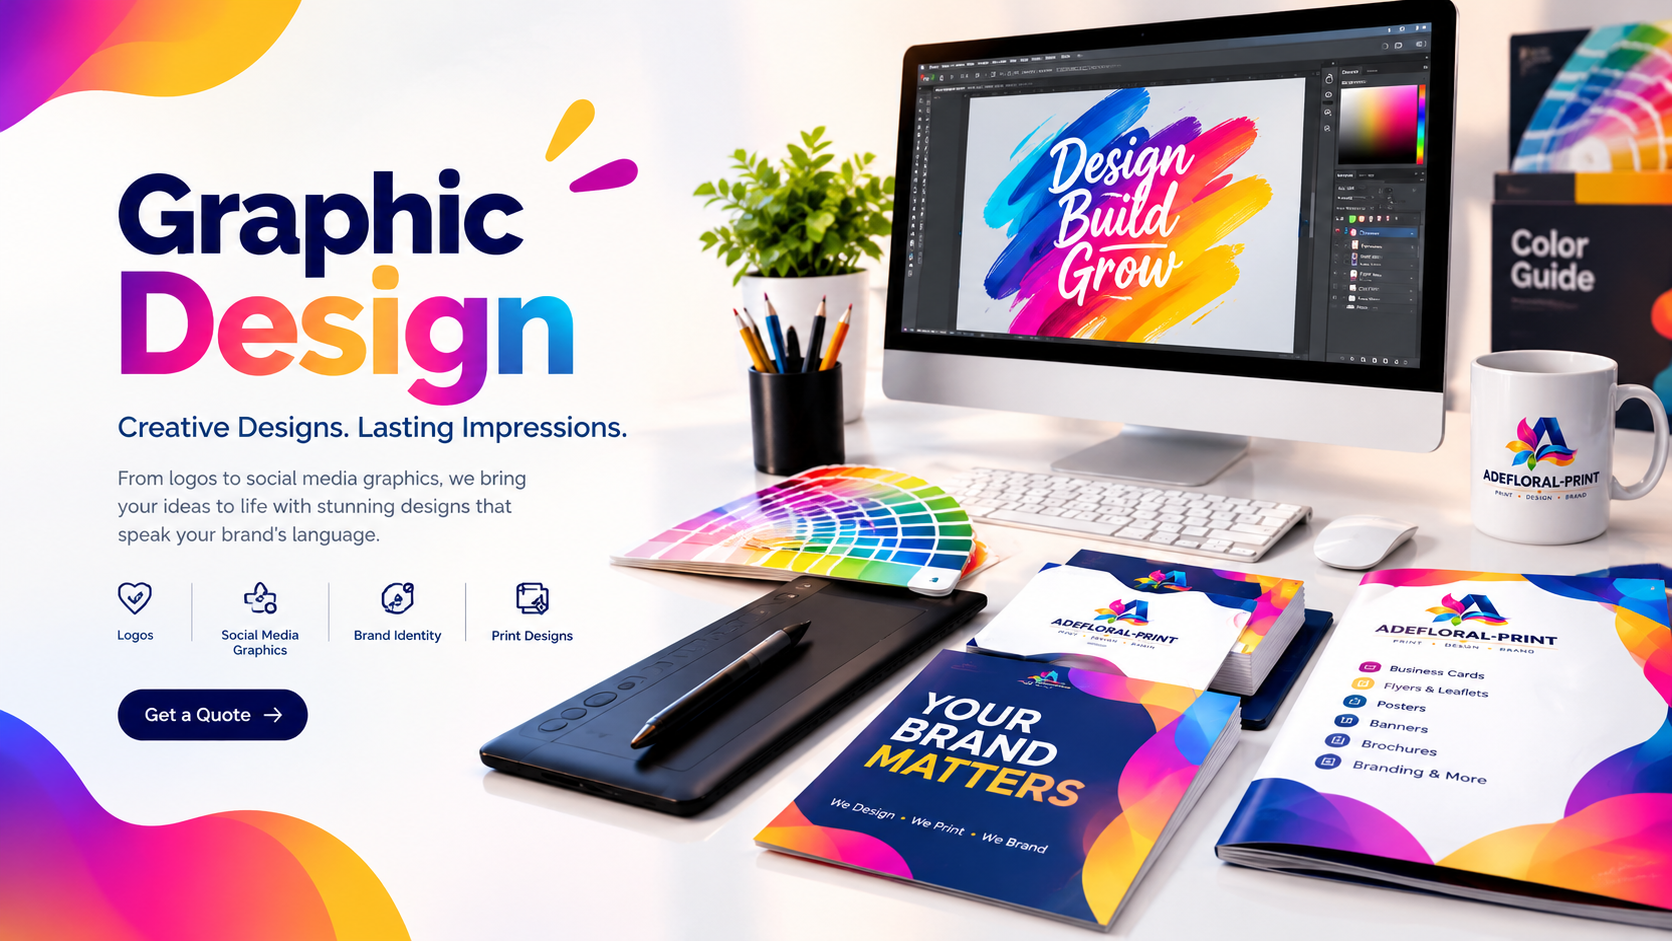 Graphic
Design
Creative Designs. Lasting Impressions.
From logos to social media graphics, we bring
your ideas to life with stunning designs that
speak your brand's language.
Logos
Social Media
Graphics
Brand Identity
Print Designs
Get a Quote →
Design
Build
Grow
Color
Guide
ADEFLORAL-PRINT
PRINT • DESIGN • BRAND
ADEFLORAL-PRINT
YOUR
BRAND
MATTERS
We Design • We Print • We Brand
ADEFLORAL-PRINT
PRINT • DESIGN • BRAND
Business Cards
Flyers & Leaflets
Posters
Banners
Brochures
Branding & More